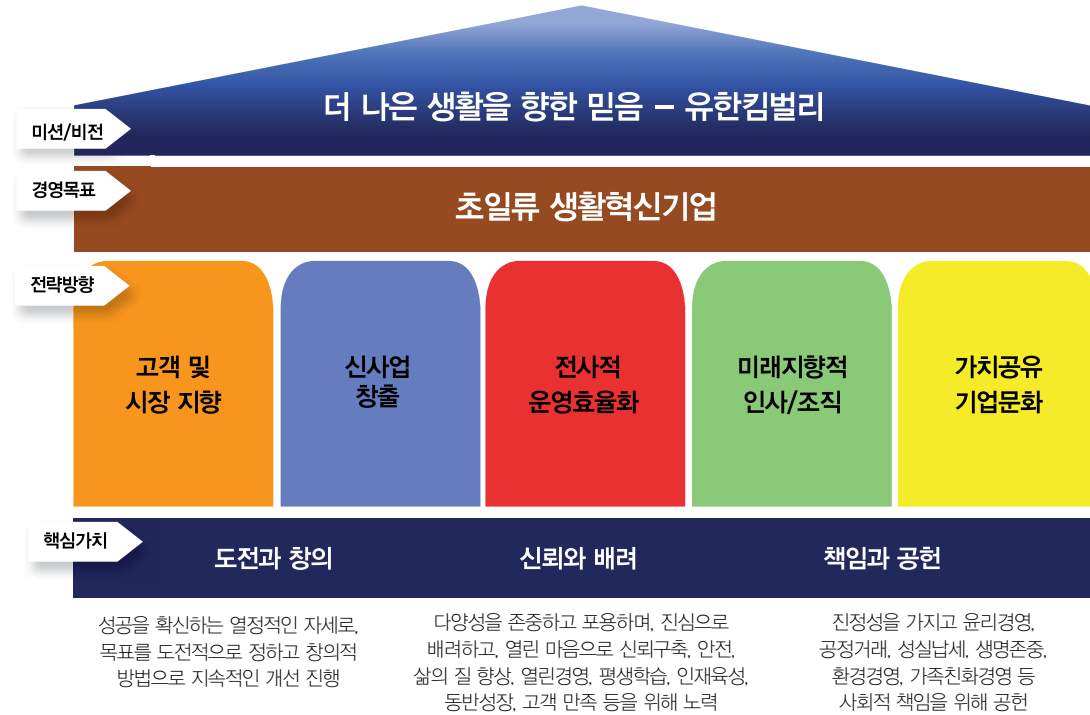 더 나은 생활을 향한 믿음 – 유한킴벌리
미션/비전
경영목표
초일류 생활혁신기업
전략방향
고객 및
시장 지향
신사업
창출
전사적
운영효율화
미래지향적
인사/조직
가치공유
기업문화
핵심가치
도전과 창의
신뢰와 배려
책임과 공헌
성공을 확신하는 열정적인 자세로,
목표를 도전적으로 정하고 창의적
방법으로 지속적인 개선 진행
다양성을 존중하고 포용하며, 진심으로
배려하고, 열린 마음으로 신뢰구축, 안전,
삶의 질 향상, 열린경영, 평생학습, 인재육성,
동반성장, 고객 만족 등을 위해 노력
진정성을 가지고 윤리경영,
공정거래, 성실납세, 생명존중,
환경경영, 가족친화경영 등
사회적 책임을 위해 공헌